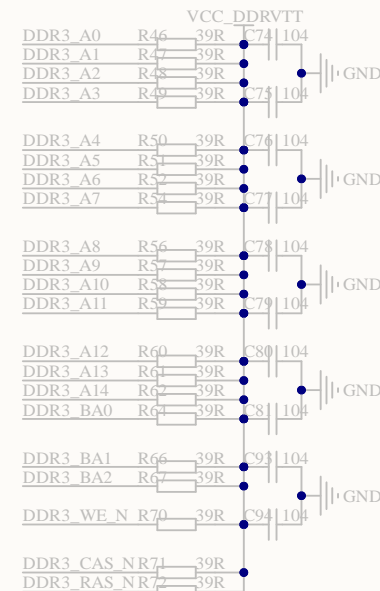 VCC_DDRVTT
DDR3_A0 R46 39R C74 104
DDR3_A1 R47 39R
DDR3_A2 R48 39R GND
DDR3_A3 R49 39R C75 104
DDR3_A4 R50 39R C76 104
DDR3_A5 R51 39R
DDR3_A6 R52 39R GND
DDR3_A7 R54 39R C77 104
DDR3_A8 R56 39R C78 104
DDR3_A9 R57 39R
DDR3_A10 R58 39R GND
DDR3_A11 R59 39R C79 104
DDR3_A12 R60 39R C80 104
DDR3_A13 R61 39R
DDR3_A14 R62 39R GND
DDR3_BA0 R64 39R C81 104
DDR3_BA1 R66 39R C93 104
DDR3_BA2 R67 39R
GND
DDR3_WE_N R70 39R C94 104
DDR3_CAS_N R71 39R
DDR3_RAS_N R72 39R